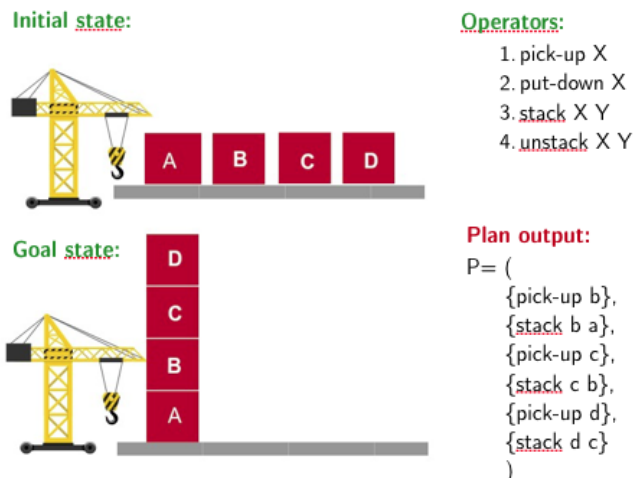 Initial state:
A B C D
Operators:
1. pick-up X
2. put-down X
3. stack X Y
4. unstack X Y
Goal state:
D
C
B
A
Plan output:
P= (
{pick-up b},
{stack b a},
{pick-up c},
{stack c b},
{pick-up d},
{stack d c}
)